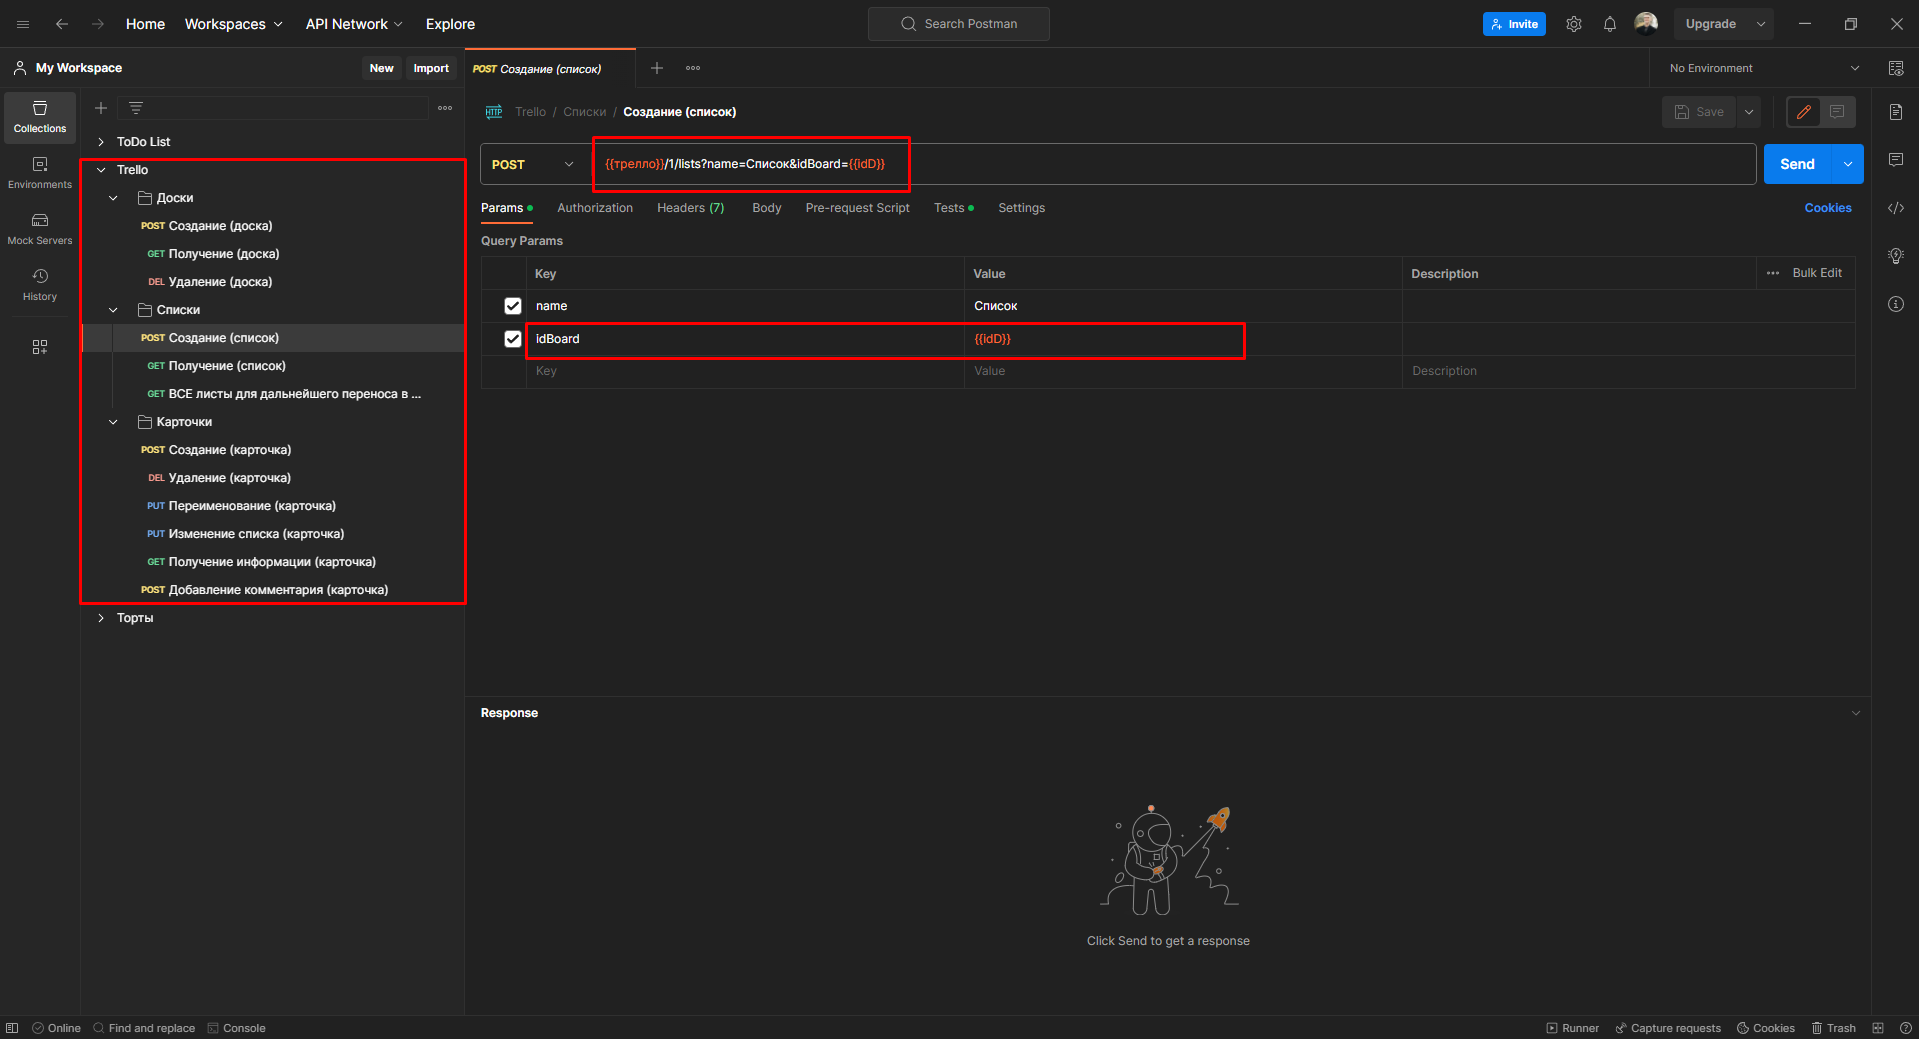 Home Workspaces API Network Explore Search Postman Invite Upgrade
My Workspace New Import POST Создание (список) No Environment
Collections
Environments
Mock Servers
History
ToDo List
Trello
Доски
POST Создание (доска)
GET Получение (доска)
DEL Удаление (доска)
Списки
POST Создание (список)
GET Получение (список)
GET ВСЕ листы для дальнейшего переноса в ...
Карточки
POST Создание (карточка)
DEL Удаление (карточка)
PUT Переименование (карточка)
PUT Изменение списка (карточка)
GET Получение информации (карточка)
POST Добавление комментария (карточка)
Торты
HTTP Trello / Списки / Создание (список) Save
POST {{трелло}}/1/lists?name=Список&idBoard={{idD}} Send
Params Authorization Headers (7) Body Pre-request Script Tests Settings Cookies
Query Params
Key Value Description Bulk Edit
name Список
idBoard {{idD}}
Key Value Description
Response
Click Send to get a response
Online Find and replace Console Runner Capture requests Cookies Trash